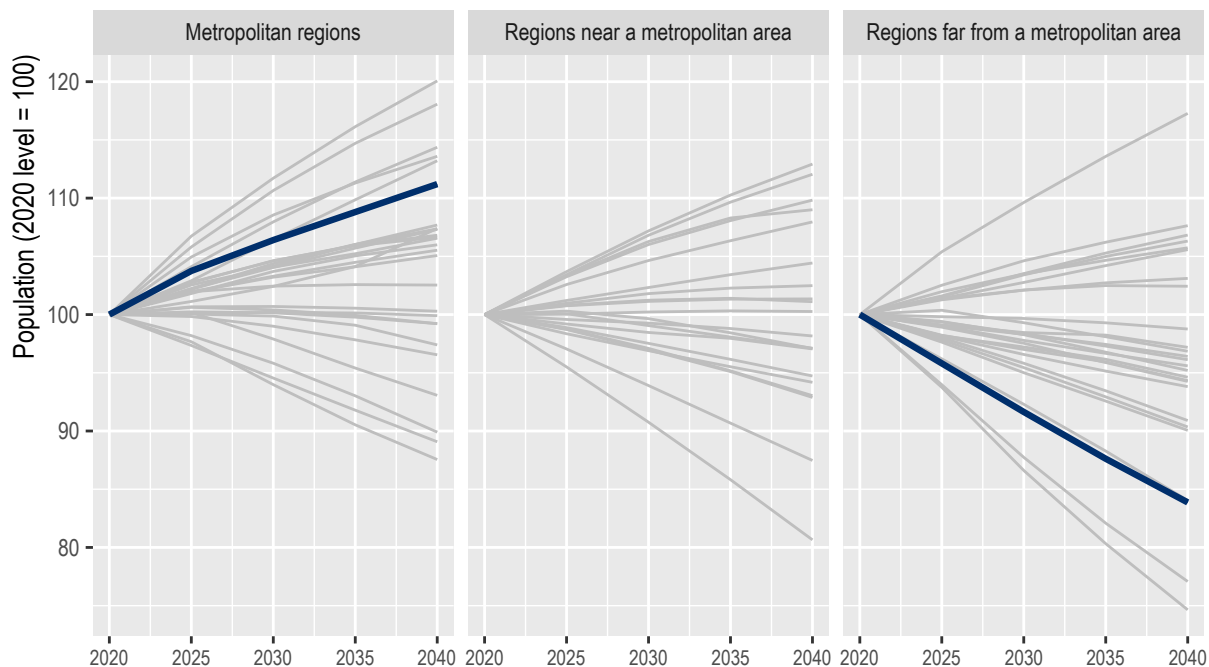 Metropolitan regions
Regions near a metropolitan area
Regions far from a metropolitan area
Population (2020 level = 100)
120
110
100
90
80
2020 2025 2030 2035 2040
2020 2025 2030 2035 2040
2020 2025 2030 2035 2040